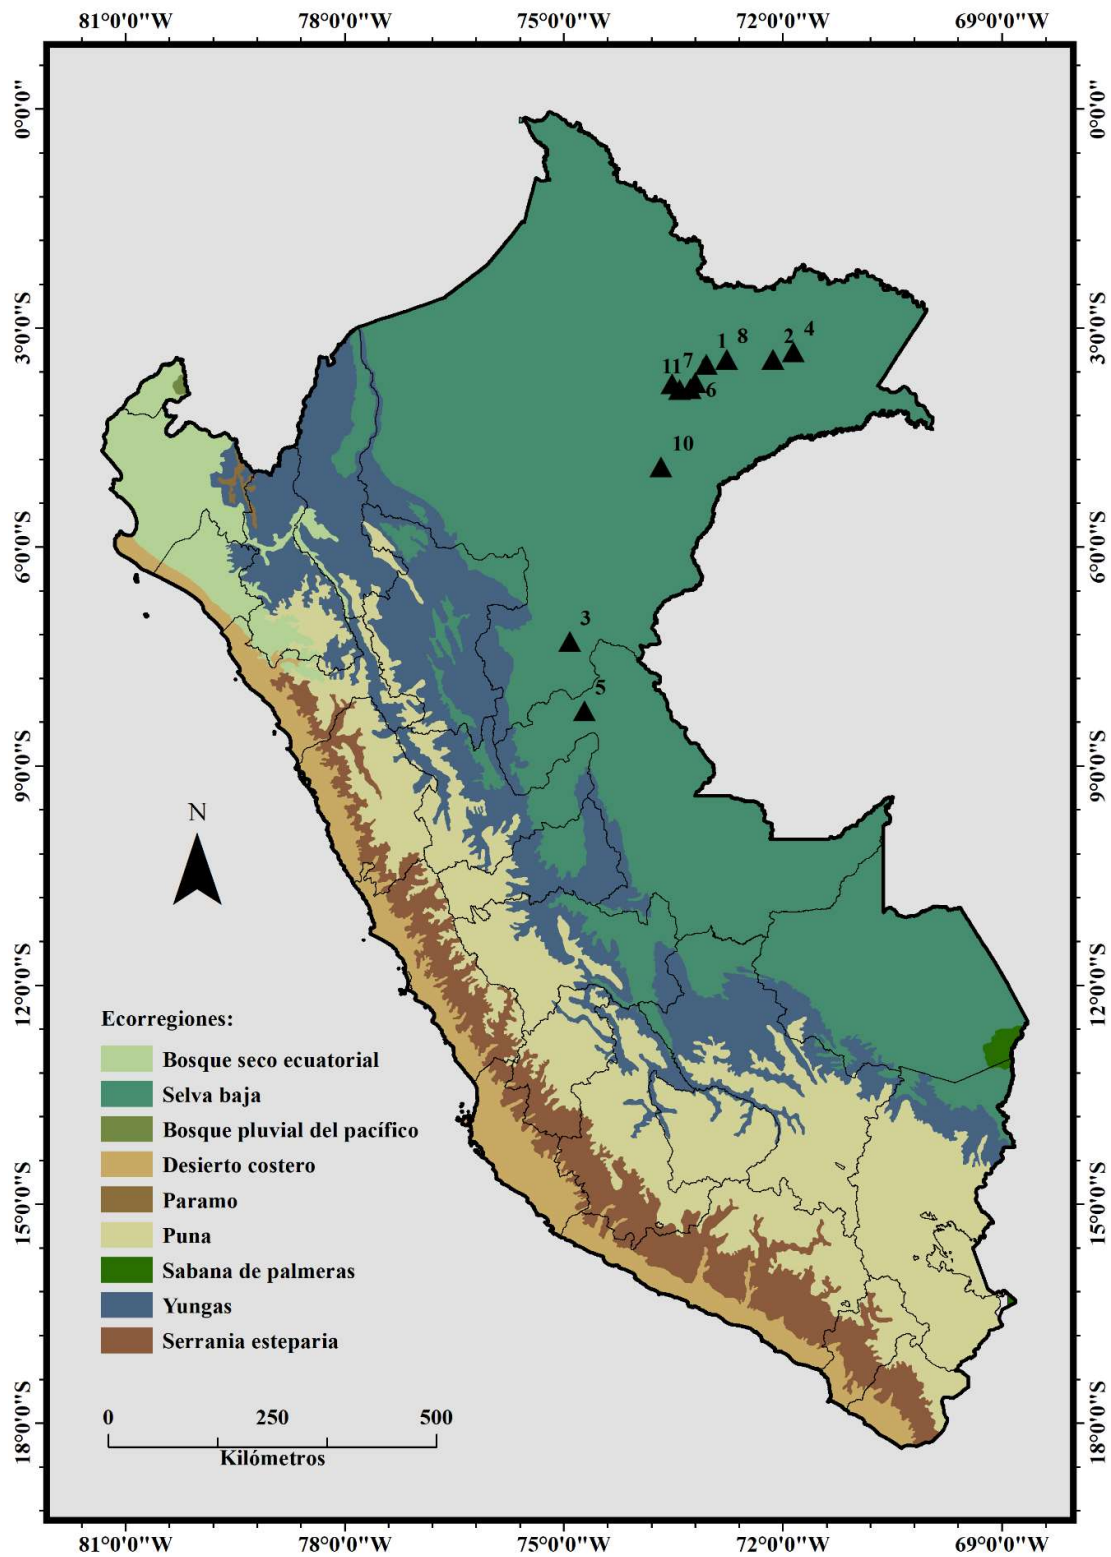 81°0'0"W 78°0'0"W 75°0'0"W 72°0'0"W 69°0'0"W
0°0'0" 0°0'0"
3°0'0"S 3°0'0"S
1 8 2 4
11 7
6
10
6°0'0"S 6°0'0"S
3
5
9°0'0"S 9°0'0"S
N
12°0'0"S 12°0'0"S
Ecorregiones:
Bosque seco ecuatorial
Selva baja
Bosque pluvial del pacífico
Desierto costero
Paramo
15°0'0"S 15°0'0"S
Puna
Sabana de palmeras
Yungas
Serrania esteparia
0 250 500
18°0'0"S 18°0'0"S
Kilómetros
81°0'0"W 78°0'0"W 75°0'0"W 72°0'0"W 69°0'0"W